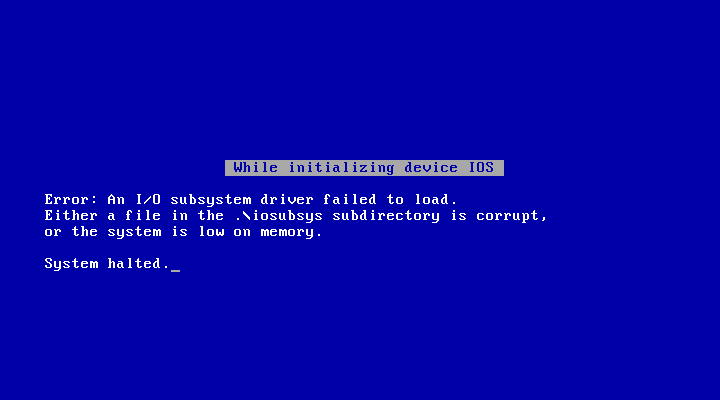 While initializing device IOS
Error: An I/O subsystem driver failed to load.
Either a file in the .\iosubsys subdirectory is corrupt,
or the system is low on memory.
System halted._